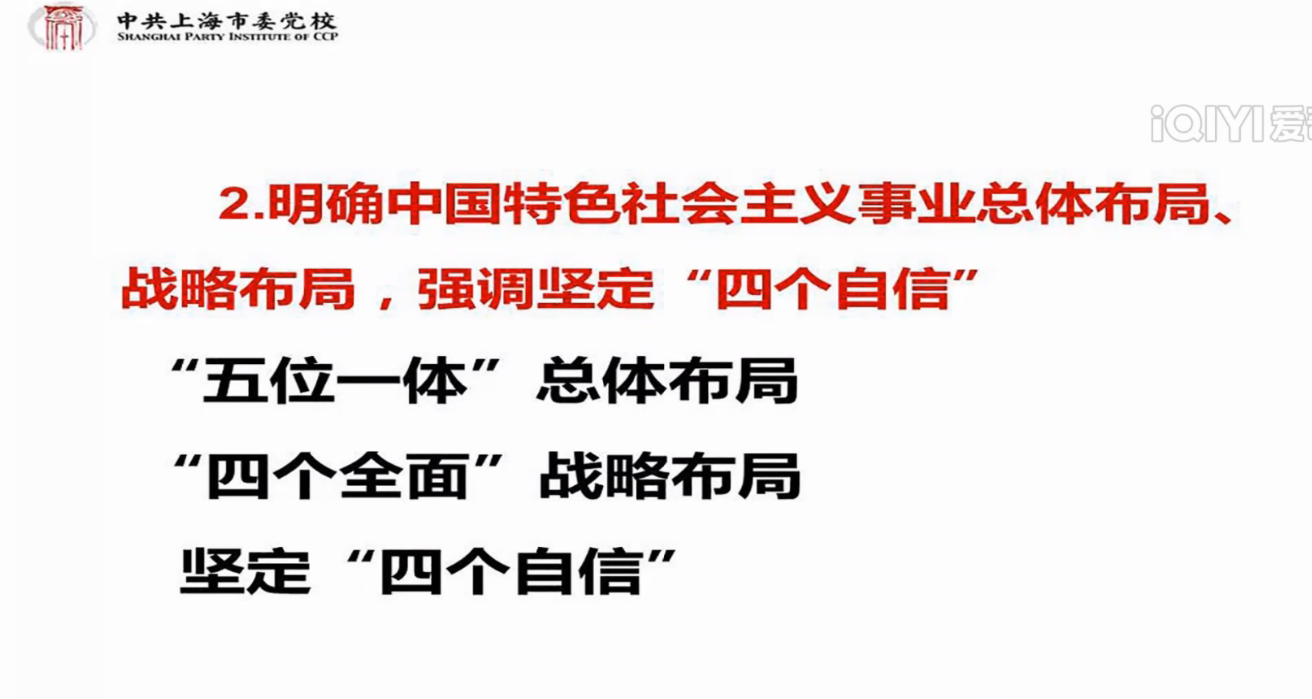 中共上海市委党校
SHANGHAI PARTY INSTITUTE OF CCP
iQIYI 爱
2.明确中国特色社会主义事业总体布局、
战略布局，强调坚定“四个自信”
“五位一体”总体布局
“四个全面”战略布局
坚定“四个自信”